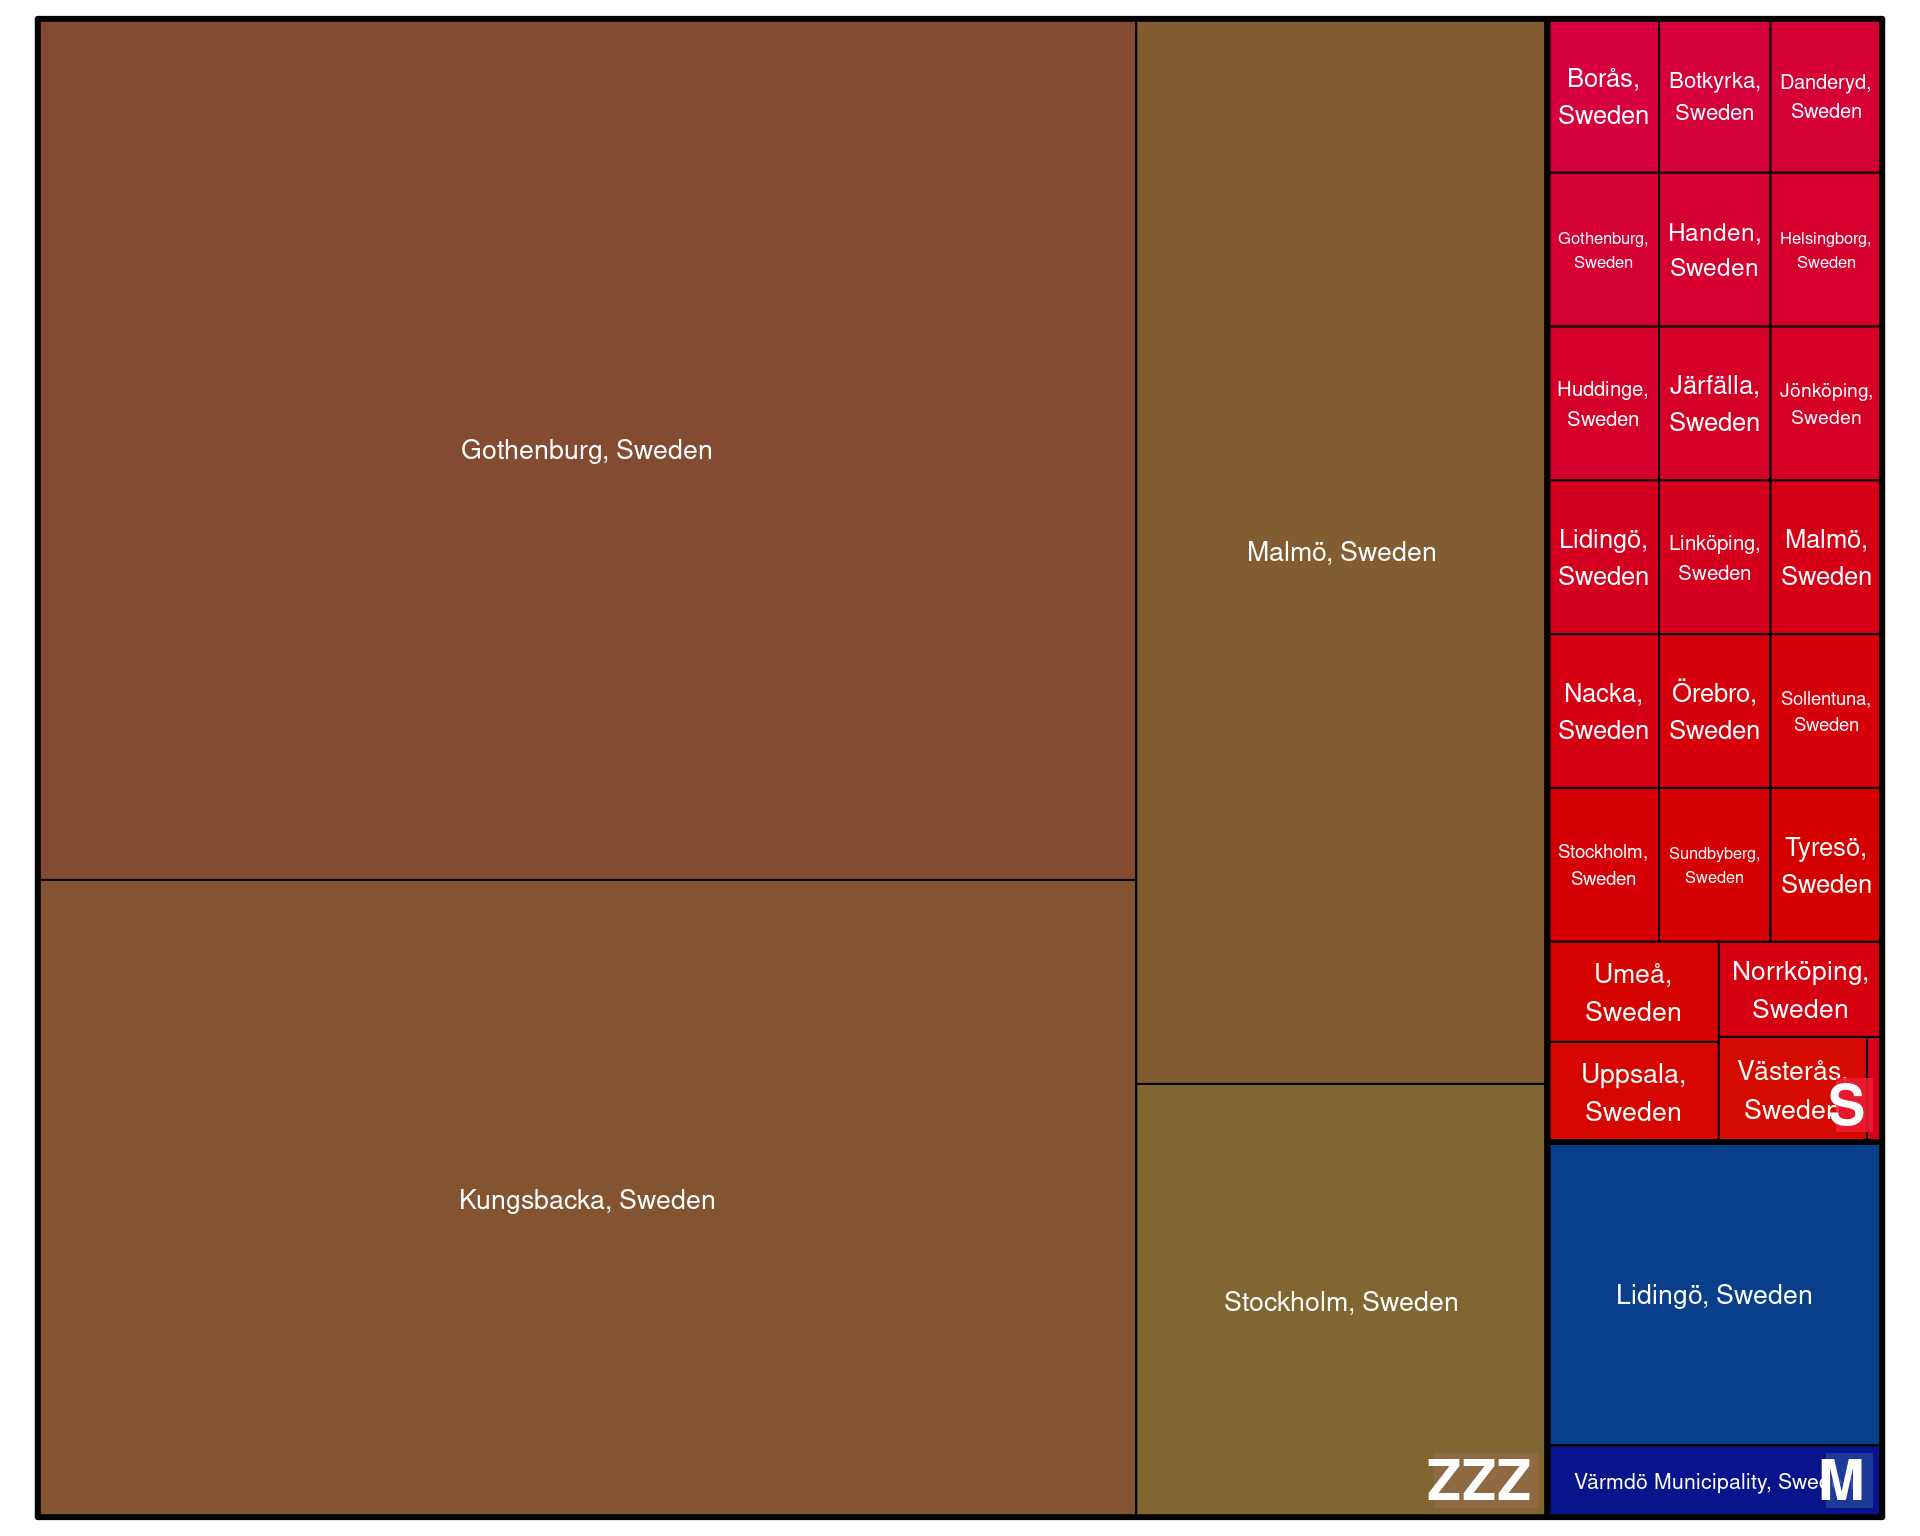 Gothenburg, Sweden
Kungsbacka, Sweden
Malmö, Sweden
Stockholm, Sweden
ZZZ
Borås,
Sweden
Botkyrka,
Sweden
Danderyd,
Sweden
Gothenburg,
Sweden
Handen,
Sweden
Helsingborg,
Sweden
Huddinge,
Sweden
Järfälla,
Sweden
Jönköping,
Sweden
Lidingö,
Sweden
Linköping,
Sweden
Malmö,
Sweden
Nacka,
Sweden
Örebro,
Sweden
Sollentuna,
Sweden
Stockholm,
Sweden
Sundbyberg,
Sweden
Tyresö,
Sweden
Umeå,
Sweden
Norrköping,
Sweden
Uppsala,
Sweden
Västerås,
Sweden
S
Lidingö, Sweden
Värmdö Municipality, Swed
M